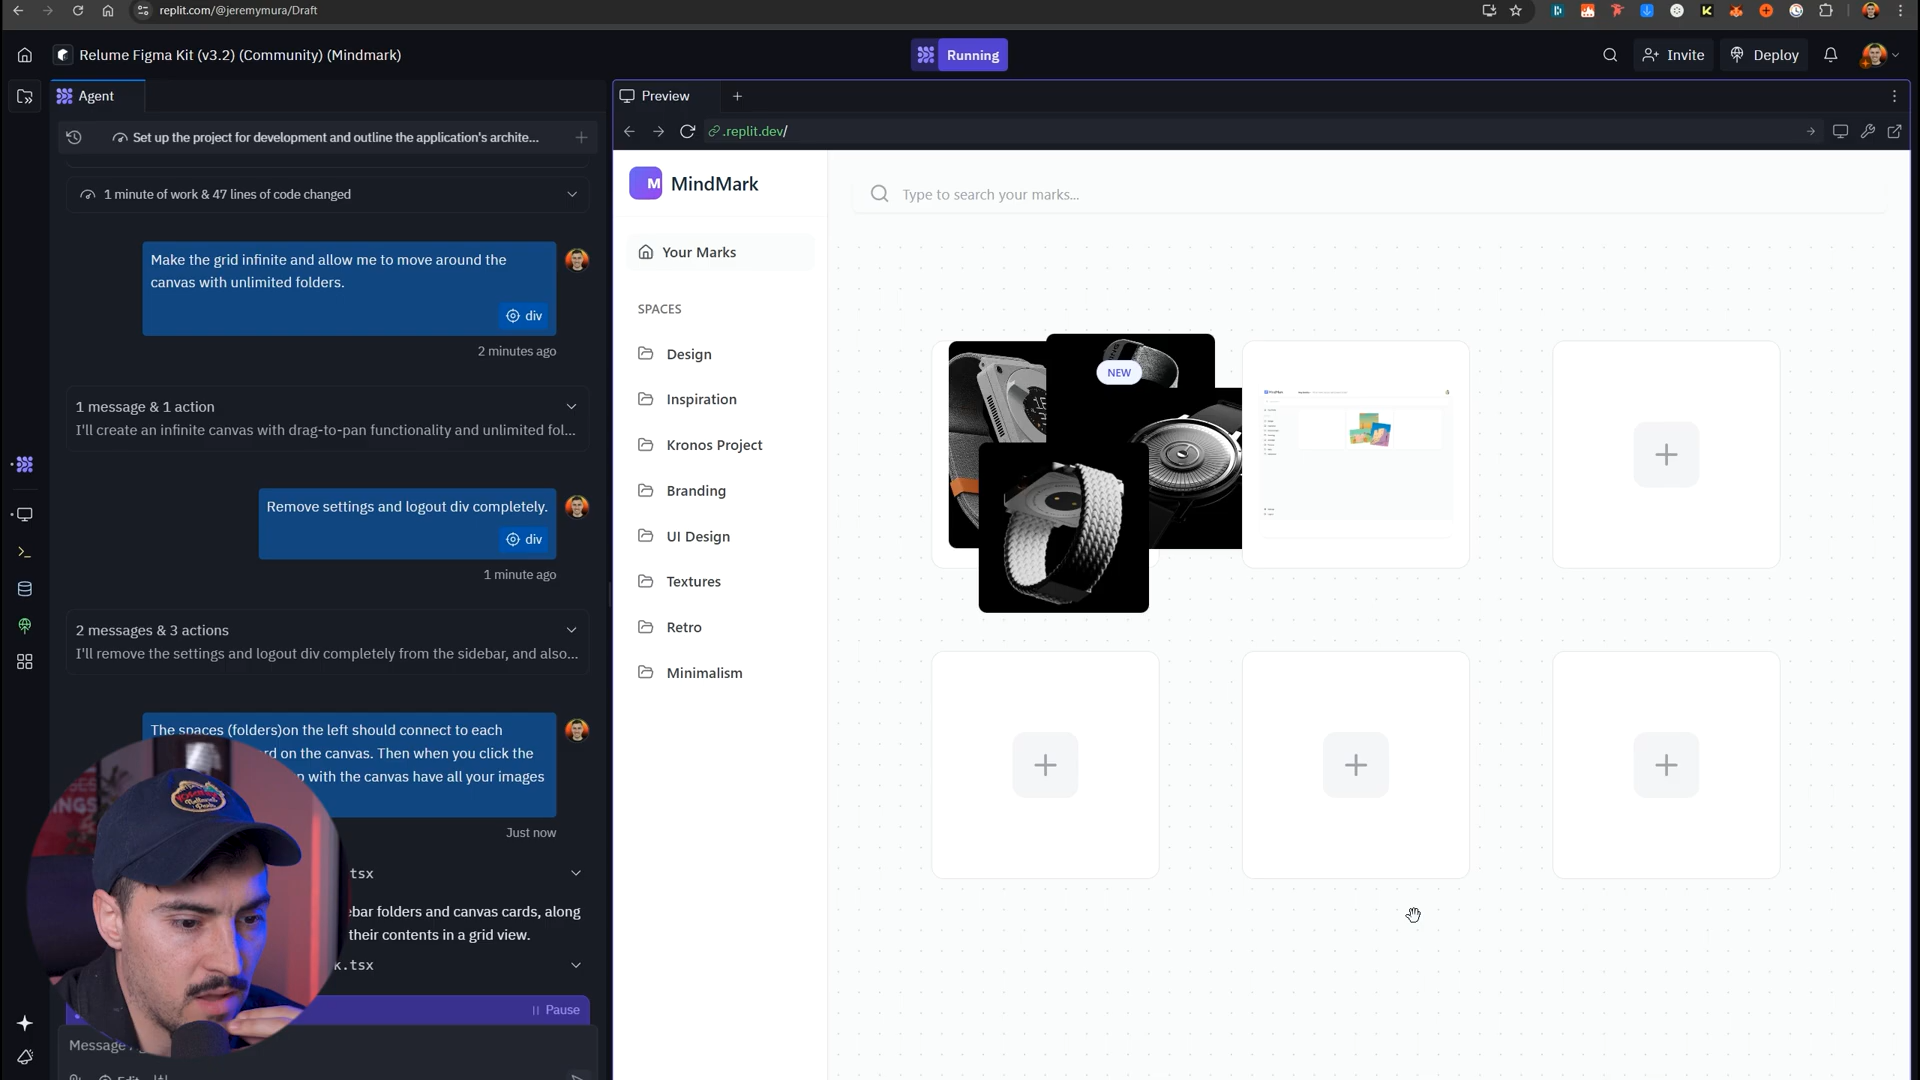 replit.com/@jeremymura/Draft
Relume Figma Kit (v3.2) (Community) (Mindmark)
Running
Invite
Deploy
Agent
Preview
Set up the project for development and outline the application's archite...
.replit.dev/
1 minute of work & 47 lines of code changed
Make the grid infinite and allow me to move around the
canvas with unlimited folders.
div
2 minutes ago
1 message & 1 action
I'll create an infinite canvas with drag-to-pan functionality and unlimited fol...
Remove settings and logout div completely.
div
1 minute ago
2 messages & 3 actions
I'll remove the settings and logout div completely from the sidebar, and also...
The spaces (folders)on the left should connect to each
on the canvas. Then when you click the
with the canvas have all your images
Just now
.tsx
folders and canvas cards, along
their contents in a grid view.
.tsx
Pause
Message
M MindMark
Type to search your marks...
Your Marks
SPACES
Design
Inspiration
Kronos Project
Branding
UI Design
Textures
Retro
Minimalism
NEW